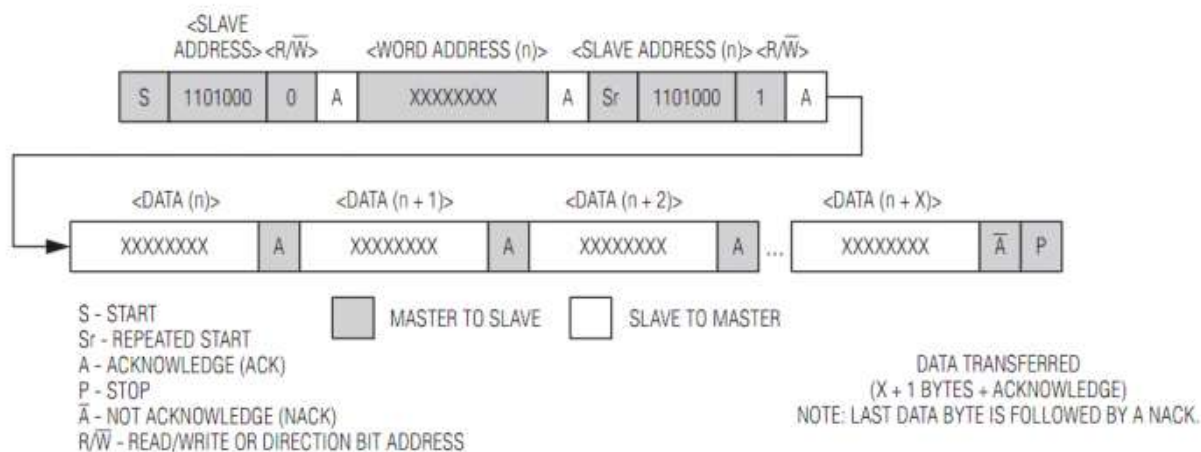 <SLAVE
ADDRESS> <R/W̅> <WORD ADDRESS (n)> <SLAVE ADDRESS (n)> <R/W̅>
S 1101000 0 A XXXXXXXX A Sr 1101000 1 A
<DATA (n)> <DATA (n + 1)> <DATA (n + 2)> <DATA (n + X)>
XXXXXXXX A XXXXXXXX A XXXXXXXX A ... XXXXXXXX A̅ P
S - START
Sr - REPEATED START
A - ACKNOWLEDGE (ACK)
P - STOP
A̅ - NOT ACKNOWLEDGE (NACK)
R/W̅ - READ/WRITE OR DIRECTION BIT ADDRESS
MASTER TO SLAVE SLAVE TO MASTER
DATA TRANSFERRED
(X + 1 BYTES + ACKNOWLEDGE)
NOTE: LAST DATA BYTE IS FOLLOWED BY A NACK.